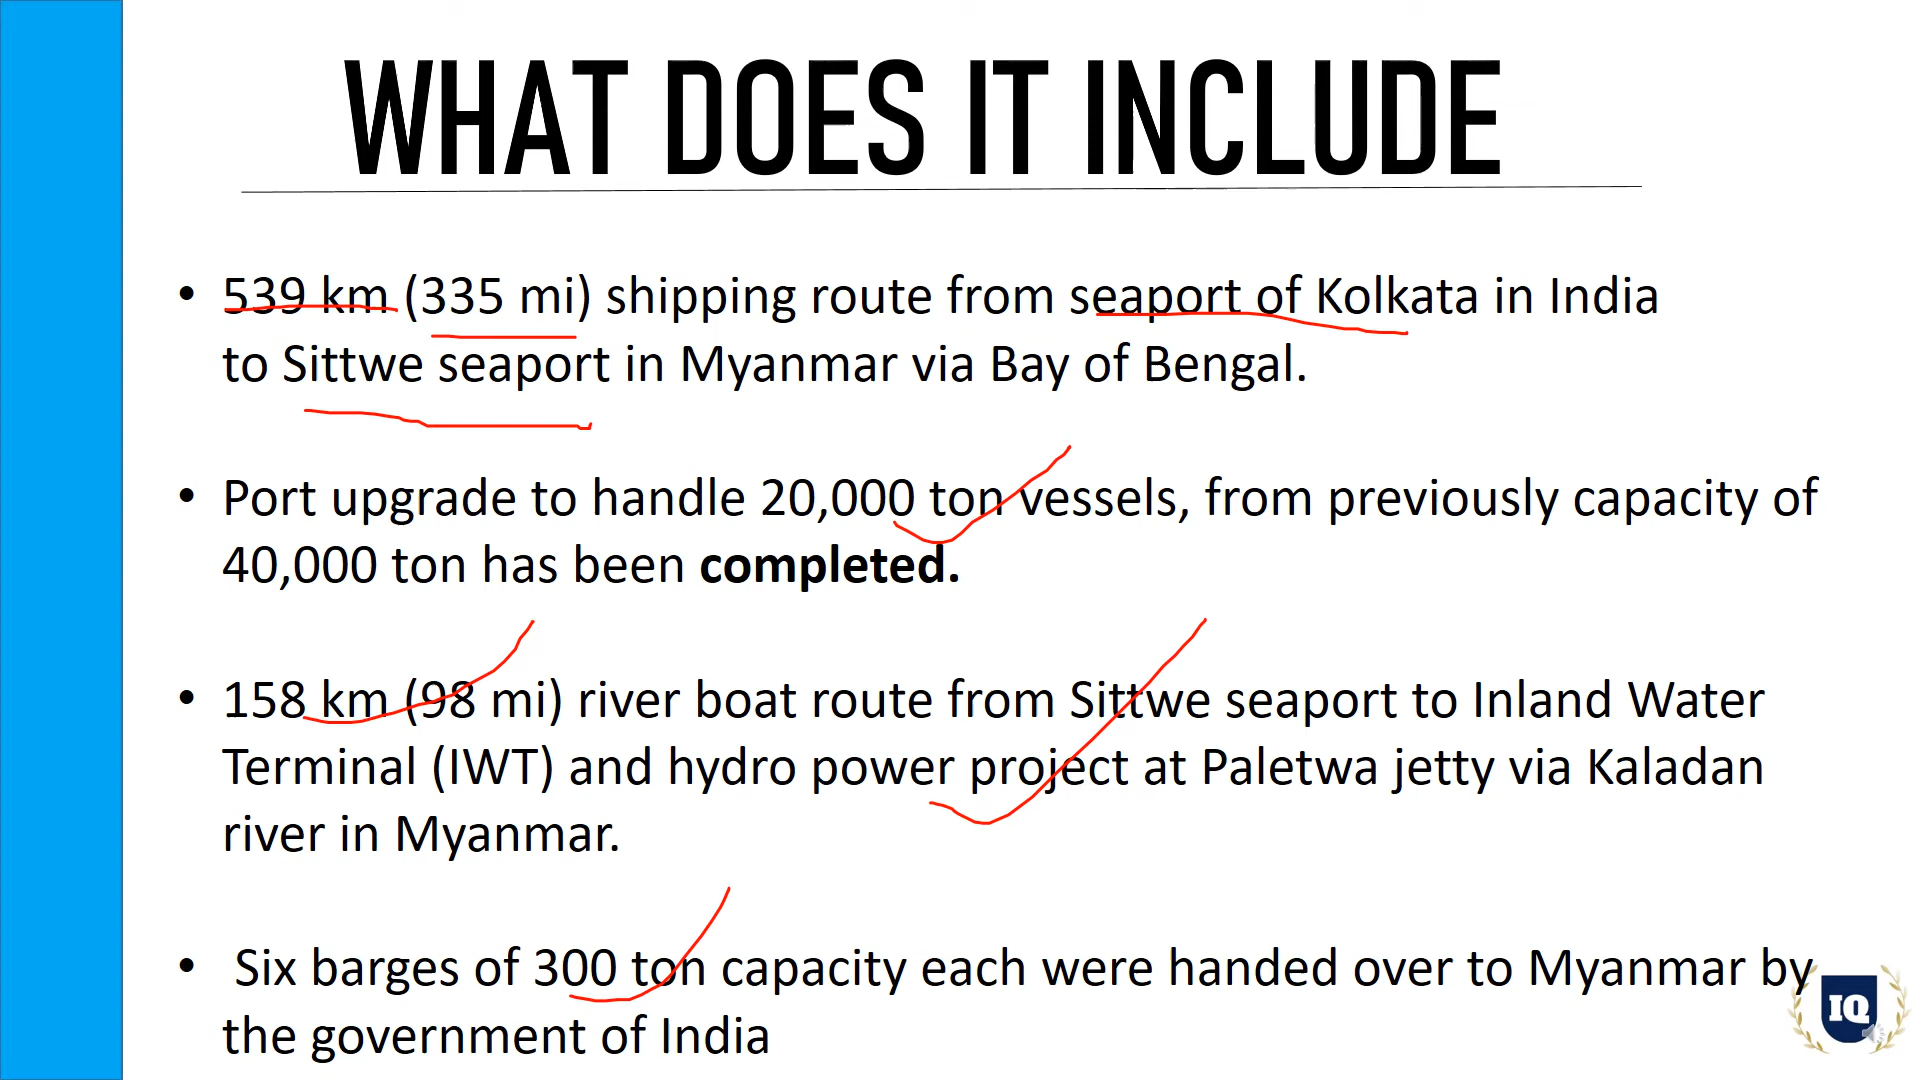 WHAT DOES IT INCLUDE
• 539 km (335 mi) shipping route from seaport of Kolkata in India
to Sittwe seaport in Myanmar via Bay of Bengal.
• Port upgrade to handle 20,000 ton vessels, from previously capacity of
40,000 ton has been completed.
• 158 km (98 mi) river boat route from Sittwe seaport to Inland Water
Terminal (IWT) and hydro power project at Paletwa jetty via Kaladan
river in Myanmar.
• Six barges of 300 ton capacity each were handed over to Myanmar by
the government of India
IQ